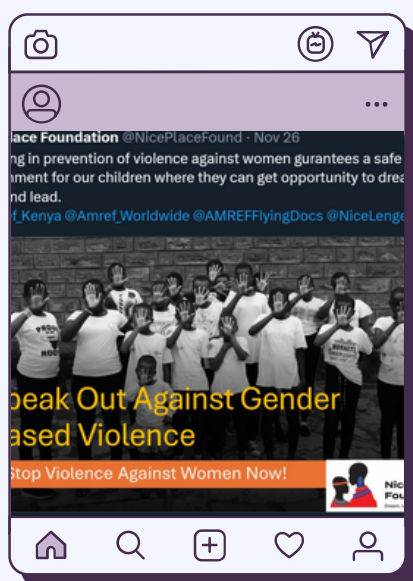 lace Foundation @NicePlaceFound · Nov 26
ng in prevention of violence against women gurantees a safe
nment for our children where they can get opportunity to drea
nd lead.
f_Kenya @Amref_Worldwide @AMREFFlyingDocs @NiceLenge
peak Out Against Gender
ased Violence
Stop Violence Against Women Now!
Nic
Fou